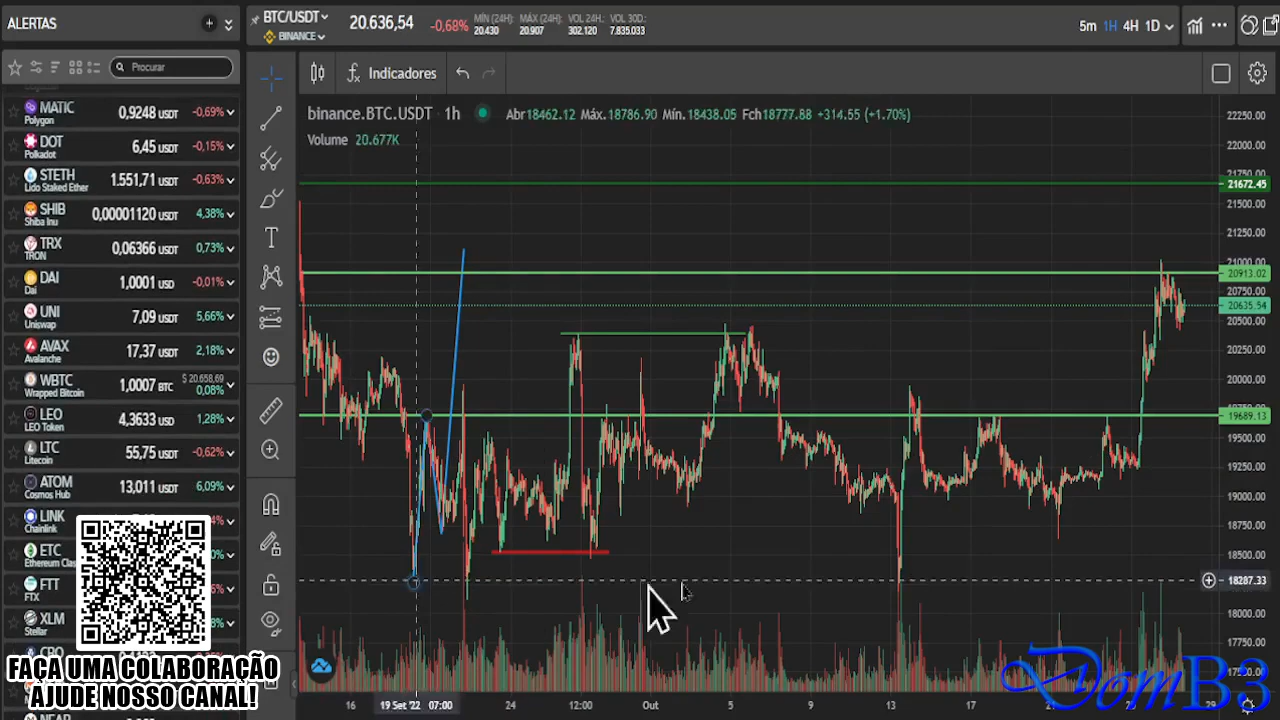 ALERTAS
BTC/USDT
BINANCE
20.636,54
-0,68%
MÍN (24H): 20.430
MÁX (24H): 20.907
VOL 24H.: 302.120
VOL 30D.: 7.835.033
5m 1H 4H 1D
Procurar
Indicadores
binance.BTC.USDT 1h Abr18462.12 Máx.18786.90 Mín.18438.05 Fch18777.88 +314.55 (+1.70%)
Volume 20.677K
MATIC 0,9248 USDT -0,69%
Polygon
DOT 6,45 USDT -0,15%
Polkadot
STETH 1.551,71 USDT -0,63%
Lido Staked Ether
SHIB 0,00001120 USDT 4,38%
Shiba Inu
TRX 0,06366 USDT 0,73%
TRON
DAI 1,0001 USDT -0,01%
Dai
UNI 7,09 USDT 5,66%
Uniswap
AVAX 17,37 USDT 2,18%
Avalanche
WBTC 1,0007 BTC $ 20.658,69 0,08%
Wrapped Bitcoin
LEO 4,3633 USDT 1,28%
LEO Token
LTC 55,75 USDT -0,62%
Litecoin
ATOM 13,011 USDT 6,09%
Cosmos Hub
LINK
Chainlink
ETC
Ethereum Clas
FTT
FTX
XLM
Stellar
FAÇA UMA COLABORAÇÃO
AJUDE NOSSO CANAL!
22250.00
22000.00
21672.45
21500.00
21250.00
21000.00
20913.02
20750.00
20635.54
20500.00
20250.00
20000.00
19689.13
19500.00
19250.00
19000.00
18750.00
18500.00
18287.33
18000.00
17750.00
16 19 Set '22 07:00 24 12:00 Out 5 9 13 17 29
DomB3